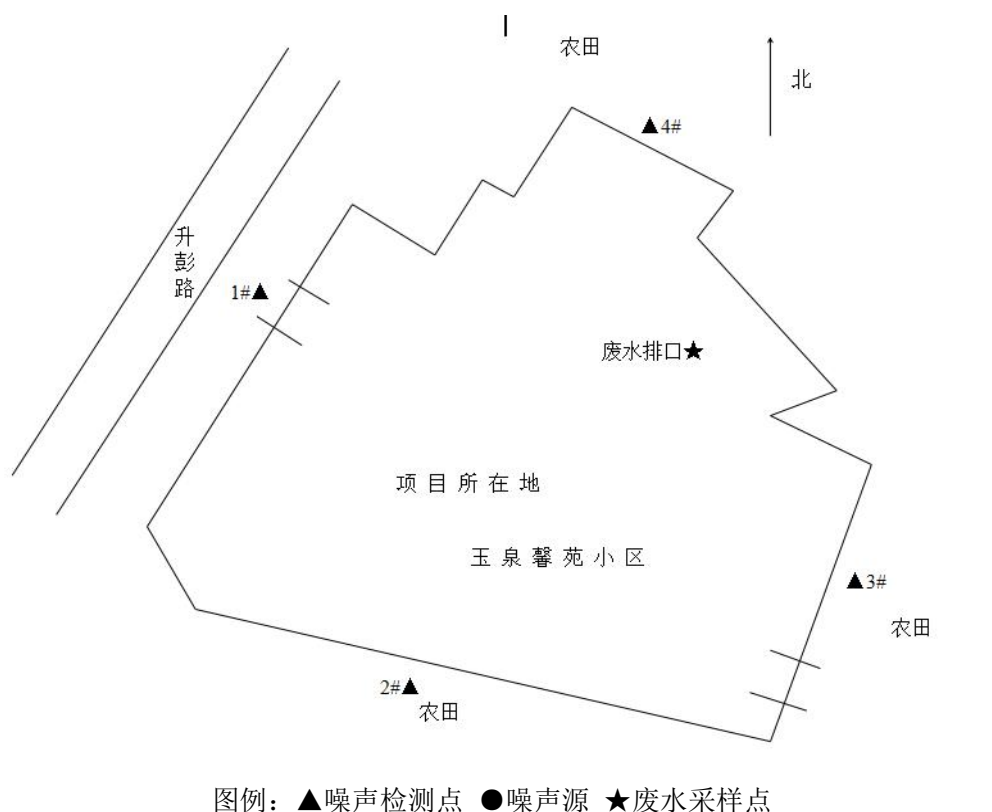 农田
北
▲4#
升彭路
1#▲
废水排口★
项目所在地
玉泉馨苑小区
▲3#
农田
2#▲
农田
图例：▲噪声检测点 ●噪声源 ★废水采样点